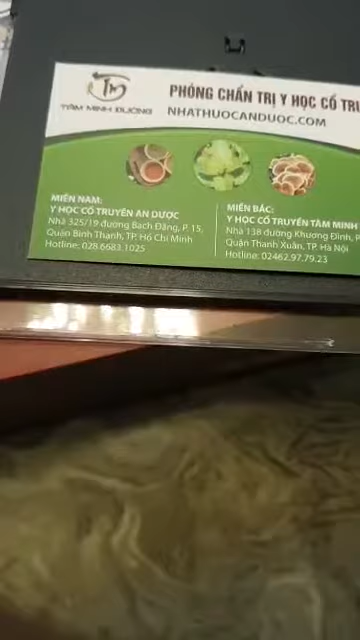 TM
TÂM MINH DƯƠNG
PHÒNG CHẨN TRỊ Y HỌC CỔ
NHATHUOCANDUOC.COM
MIỀN NAM:
Y HỌC CỔ TRUYỀN AN DƯỢC
Nhà 325/19 đường Bạch Đằng, P. 15,
Quận Bình Thạnh, TP. Hồ Chí Minh
Hotline: 028.6683.1025
MIỀN BẮC:
Y HỌC CỔ TRUYỀN TÂM MINH
Nhà 138 đường Khương Đình,
Quận Thanh Xuân, TP. Hà Nội
Hotline: 02462.97.79.23